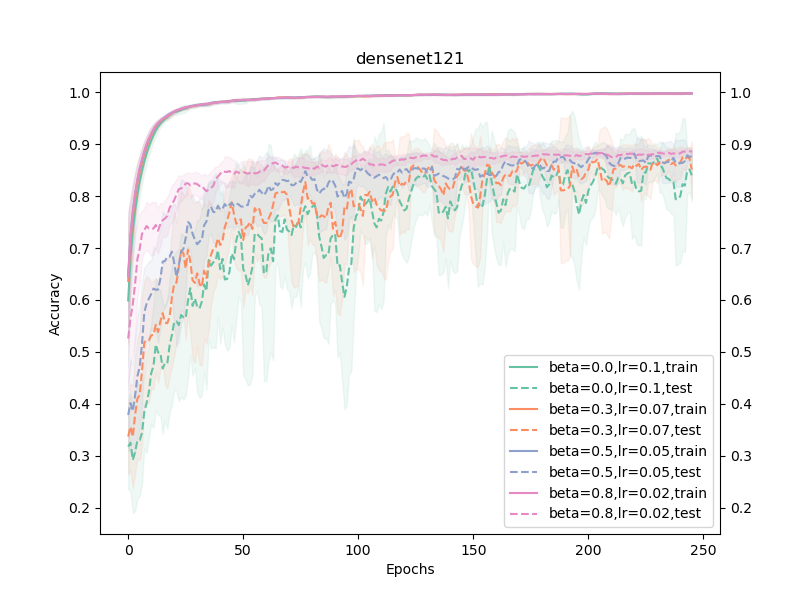 densenet121
1.0
0.9
0.8
0.7
0.6
0.5
0.4
0.3
0.2
Accuracy
1.0
0.9
0.8
0.7
0.6
0.5
0.4
0.3
0.2
beta=0.0,lr=0.1,train
beta=0.0,lr=0.1,test
beta=0.3,lr=0.07,train
beta=0.3,lr=0.07,test
beta=0.5,lr=0.05,train
beta=0.5,lr=0.05,test
beta=0.8,lr=0.02,train
beta=0.8,lr=0.02,test
0 50 100 150 200 250
Epochs